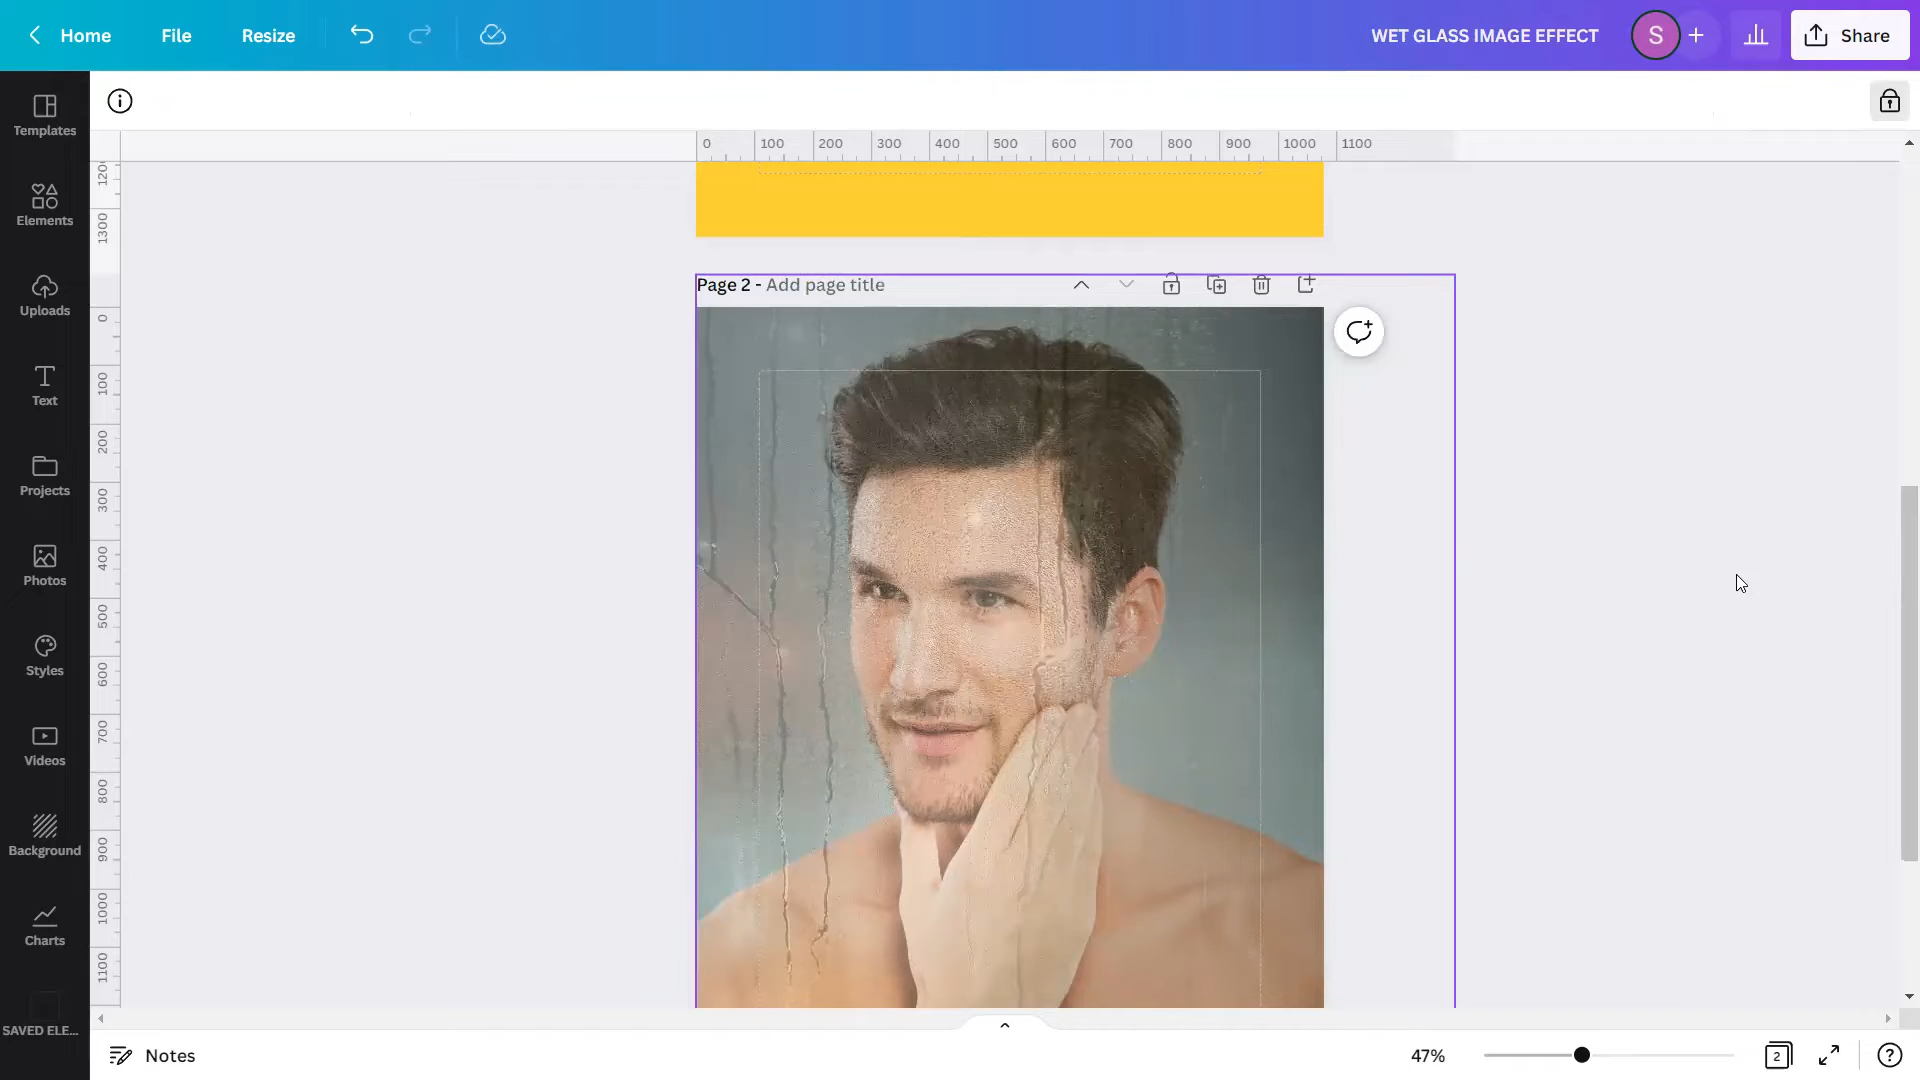 Home File Resize WET GLASS IMAGE EFFECT S Share
Templates
Elements
Uploads
Text
Projects
Photos
Styles
Videos
Background
Charts
SAVED ELE...
0 100 200 300 400 500 600 700 800 900 1000 1100
120
1300
Page 2 - Add page title
0
100
200
300
400
500
600
700
800
900
1000
1100
Notes 47% 2 ?